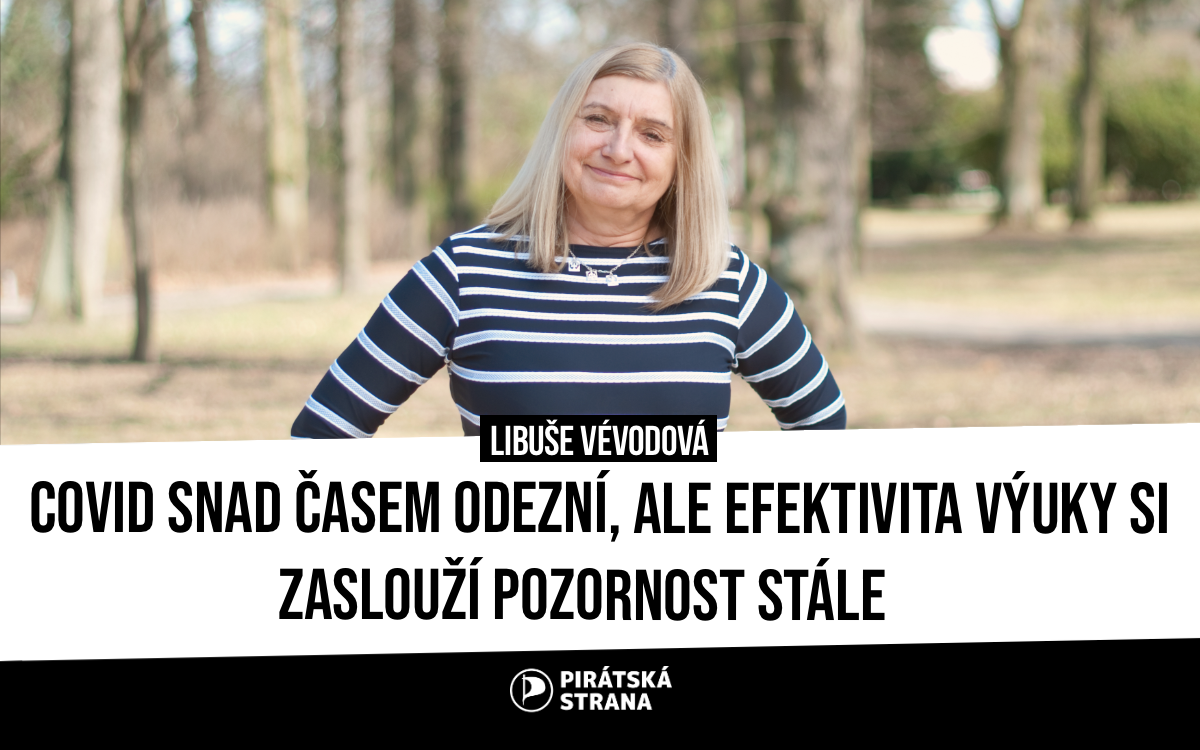 LIBUŠE VÉVODOVÁ
COVID SNAD ČASEM ODEZNÍ, ALE EFEKTIVITA VÝUKY SI
ZASLOUŽÍ POZORNOST STÁLE
PIRÁTSKÁ
STRANA